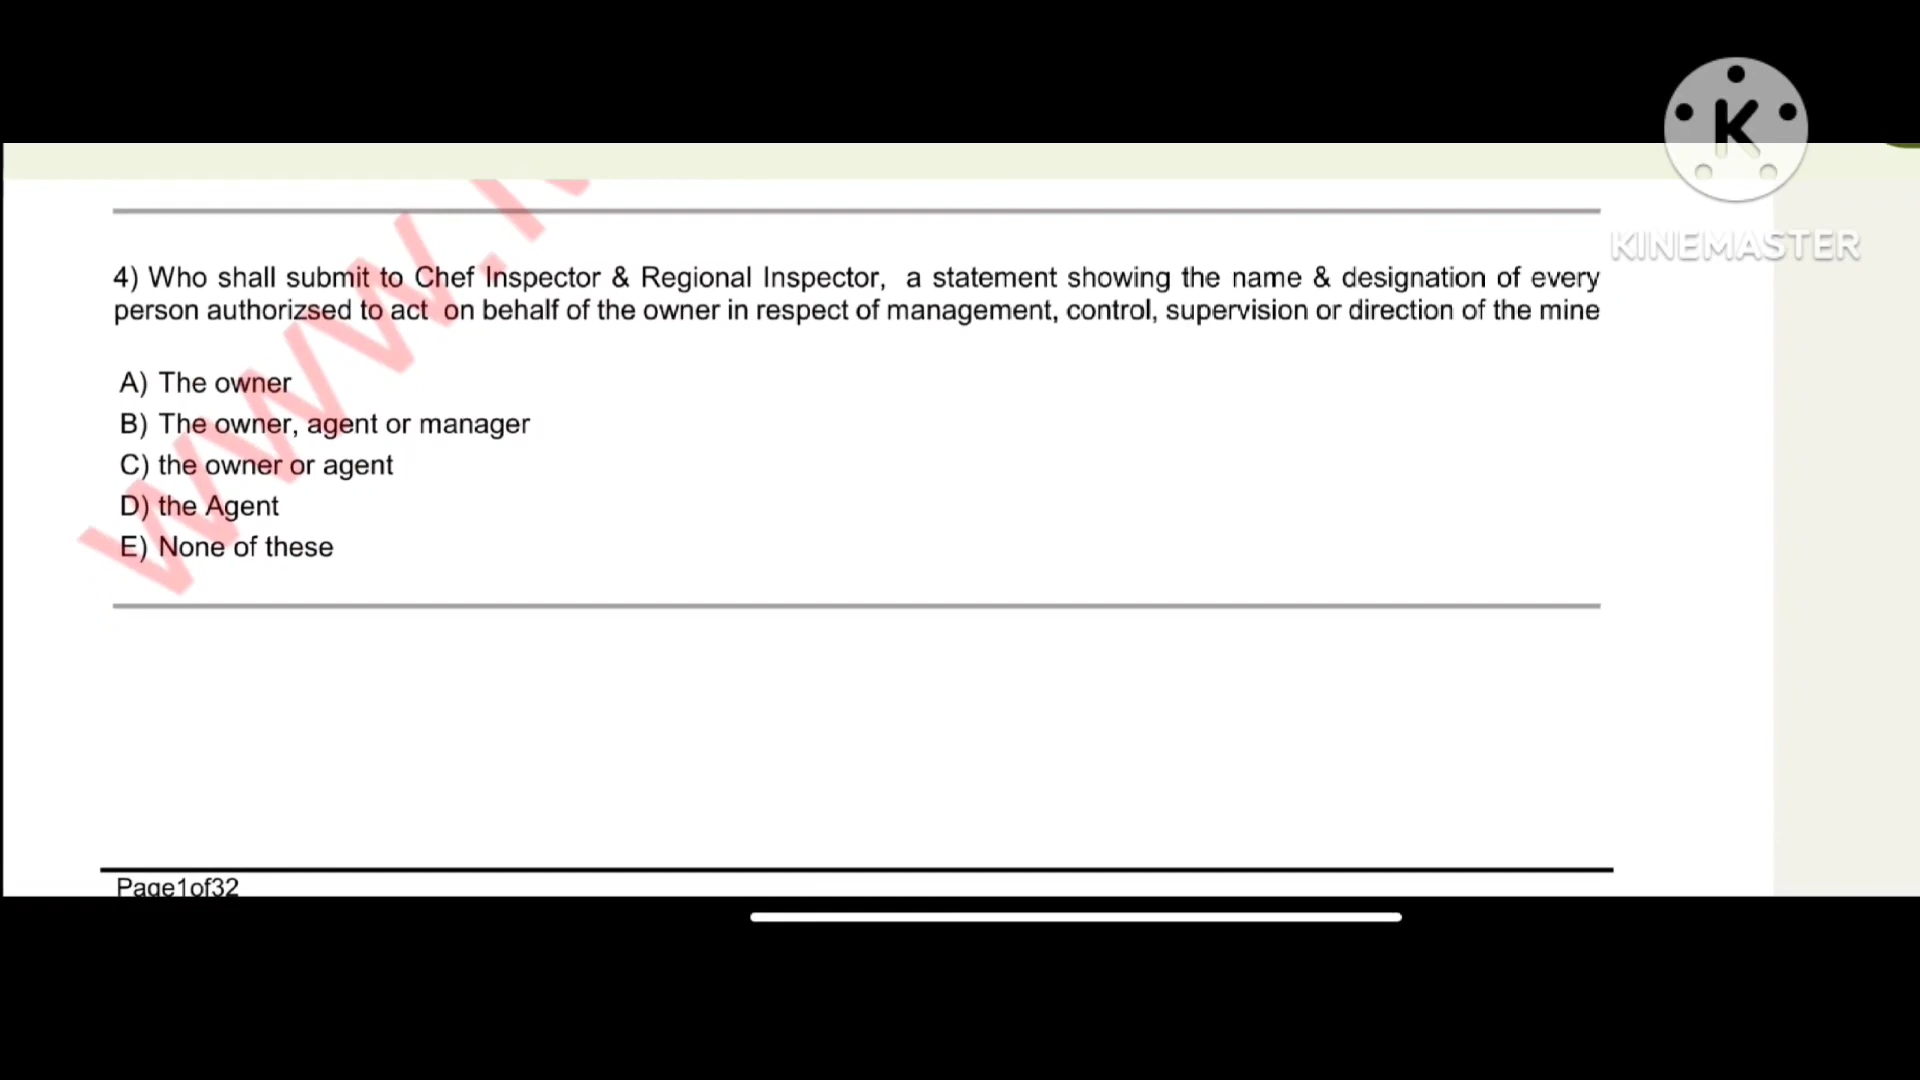 K
KINEMASTER
4) Who shall submit to Chef Inspector & Regional Inspector, a statement showing the name & designation of every
person authorizsed to act on behalf of the owner in respect of management, control, supervision or direction of the mine
A) The owner
B) The owner, agent or manager
C) the owner or agent
D) the Agent
E) None of these
www.
Page1of32